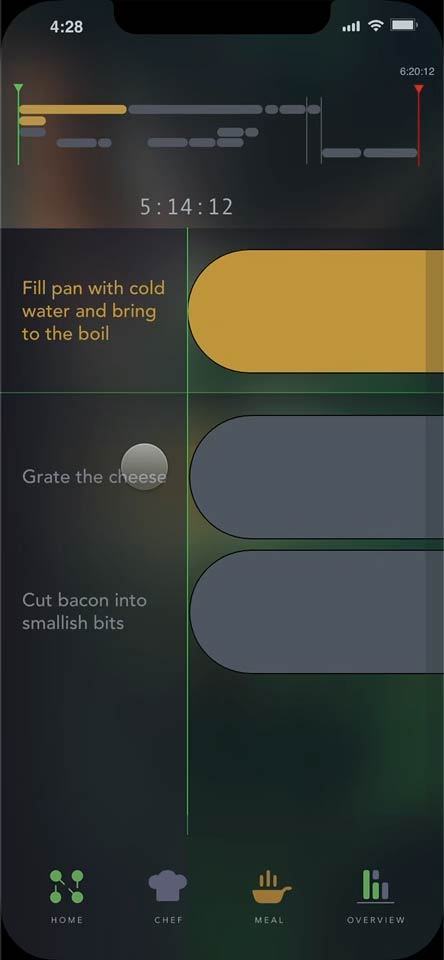 4:28
6:20:12
5:14:12
Fill pan with cold
water and bring
to the boil
Grate the cheese
Cut bacon into
smallish bits
HOME
CHEF
MEAL
OVERVIEW